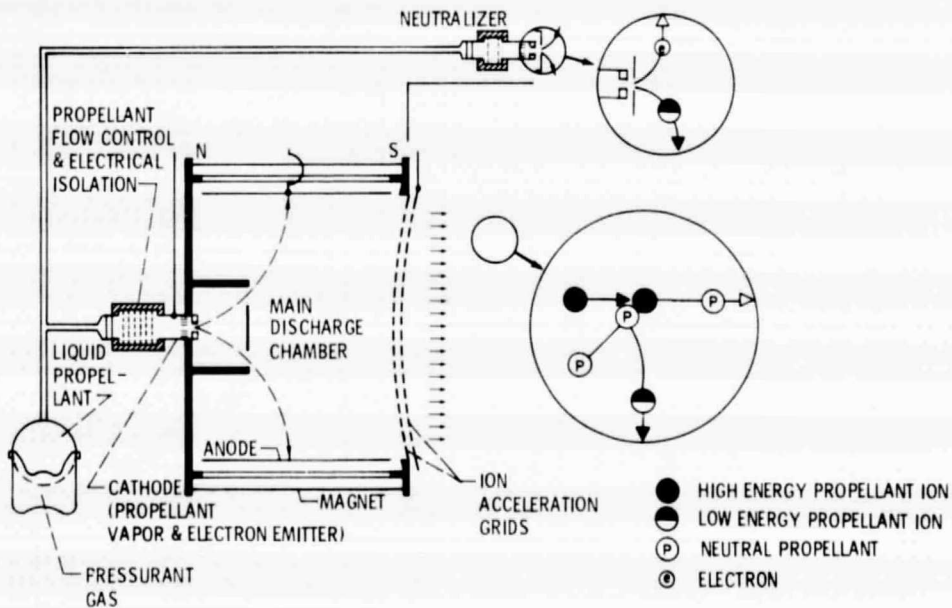 NEUTRALIZER
e
PROPELLANT
FLOW CONTROL
& ELECTRICAL
ISOLATION
N
S
MAIN
DISCHARGE
CHAMBER
P
P
P
LIQUID
PROPEL-
LANT
ANODE
CATHODE
(PROPELLANT
VAPOR & ELECTRON EMITTER)
MAGNET
ION
ACCELERATION
GRIDS
PRESSURANT
GAS
HIGH ENERGY PROPELLANT ION
LOW ENERGY PROPELLANT ION
P NEUTRAL PROPELLANT
e ELECTRON